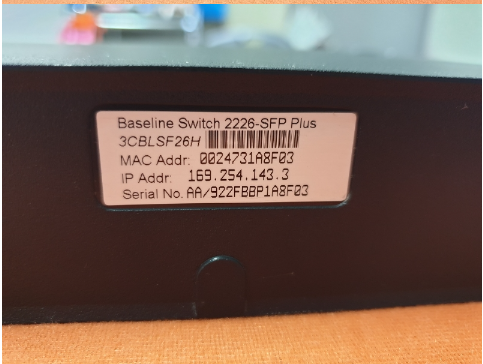 Baseline Switch 2226-SFP Plus
3CBLSF26H
MAC Addr: 0024731A8F03
IP Addr: 169.254.143.3
Serial No. AA/922FBBP1A8F03